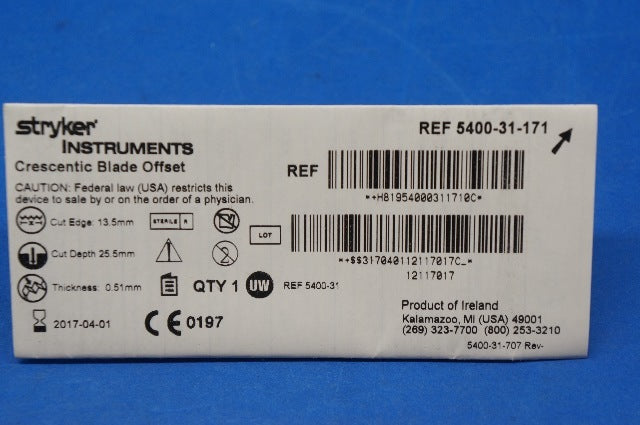 stryker®
INSTRUMENTS
REF 5400-31-171
Crescentic Blade Offset
REF
*+H81954000311710C*
CAUTION: Federal law (USA) restricts this
device to sale by or on the order of a physician.
Cut Edge: 13.5mm
STERILE R
LOT
Cut Depth 25.5mm
2
*+$$317040112117017C_*
12117017
Thickness: 0.51mm
QTY 1
UW
REF 5400-31
2017-04-01
CE 0197
Product of Ireland
Kalamazoo, MI (USA) 49001
(269) 323-7700 (800) 253-3210
5400-31-707 Rev-